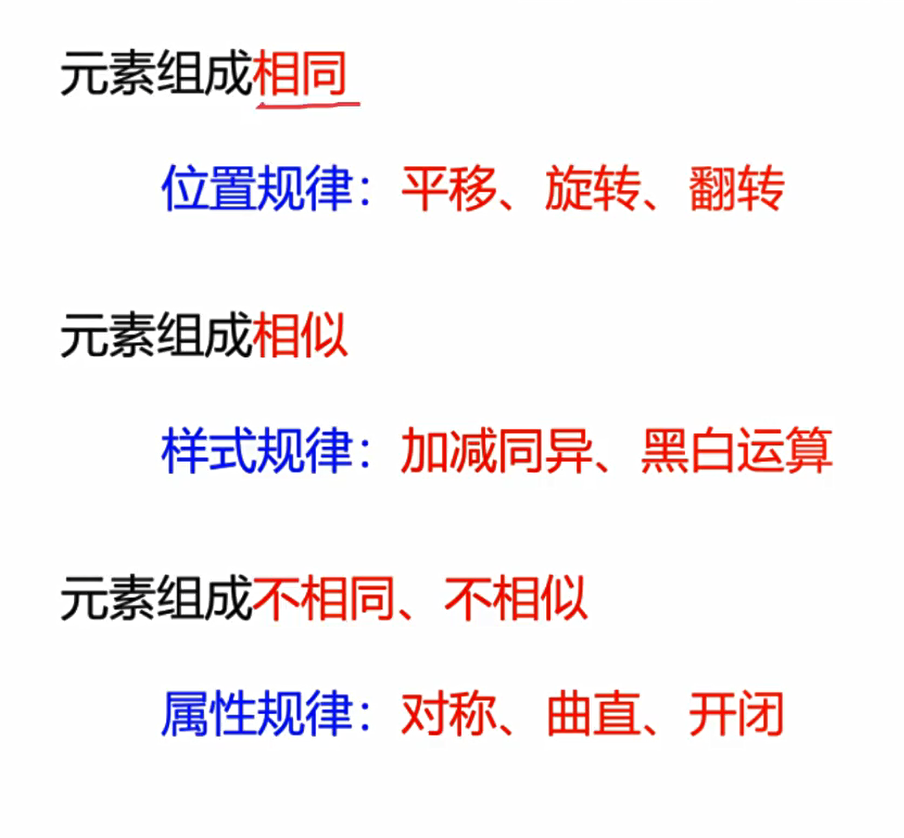 元素组成相同
位置规律：平移、旋转、翻转
元素组成相似
样式规律：加减同异、黑白运算
元素组成不相同、不相似
属性规律：对称、曲直、开闭